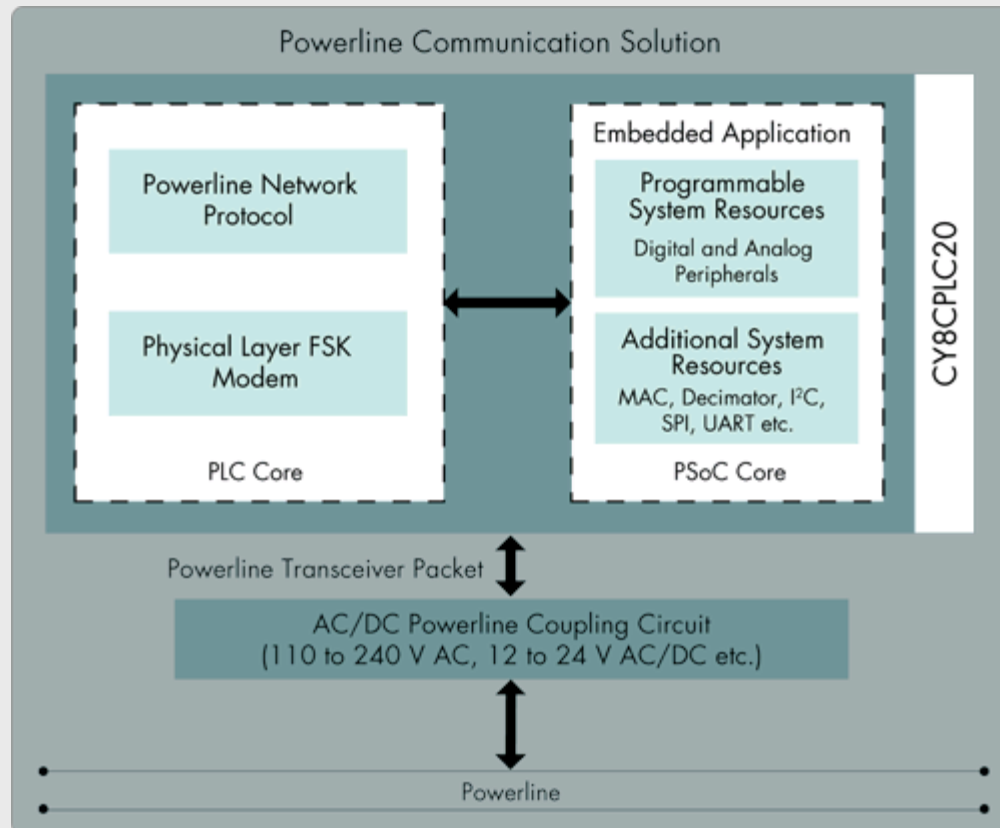 Powerline Communication Solution
Powerline Network
Protocol
Physical Layer FSK
Modem
PLC Core
Embedded Application
Programmable
System Resources
Digital and Analog
Peripherals
Additional System
Resources
MAC, Decimator, I²C,
SPI, UART etc.
PSoC Core
CY8CPLC20
Powerline Transceiver Packet
AC/DC Powerline Coupling Circuit
(110 to 240 V AC, 12 to 24 V AC/DC etc.)
Powerline